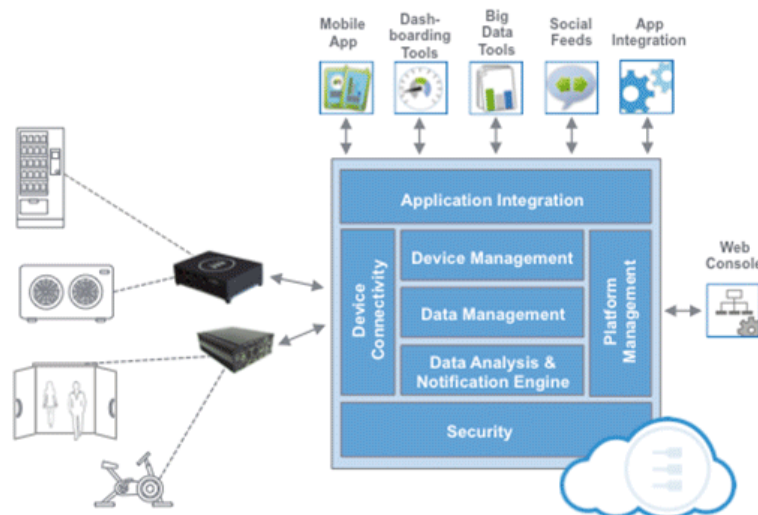 Mobile
App
Dash-
boarding
Tools
Big
Data
Tools
Social
Feeds
App
Integration
Application Integration
Device
Connectivity
Device Management
Data Management
Data Analysis &
Notification Engine
Platform
Management
Security
Web
Console